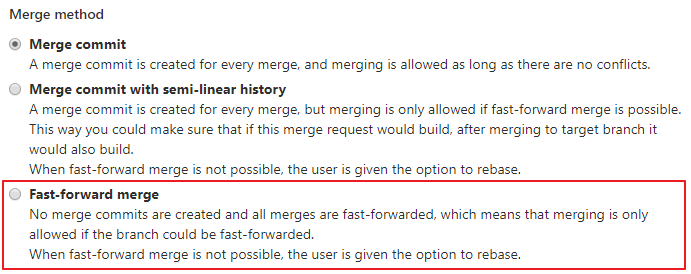 Merge method
Merge commit
A merge commit is created for every merge, and merging is allowed as long as there are no conflicts.
Merge commit with semi-linear history
A merge commit is created for every merge, but merging is only allowed if fast-forward merge is possible.
This way you could make sure that if this merge request would build, after merging to target branch it
would also build.
When fast-forward merge is not possible, the user is given the option to rebase.
Fast-forward merge
No merge commits are created and all merges are fast-forwarded, which means that merging is only
allowed if the branch could be fast-forwarded.
When fast-forward merge is not possible, the user is given the option to rebase.